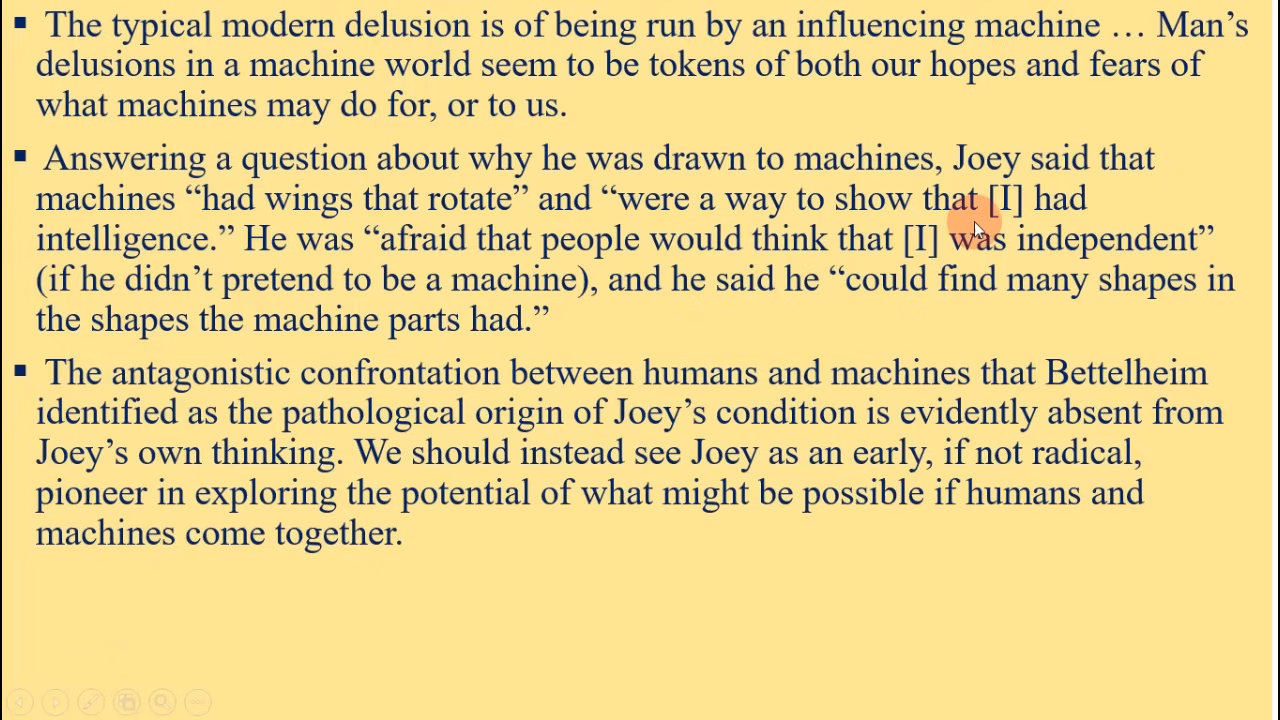 ▪ The typical modern delusion is of being run by an influencing machine … Man’s
delusions in a machine world seem to be tokens of both our hopes and fears of
what machines may do for, or to us.
▪ Answering a question about why he was drawn to machines, Joey said that
machines “had wings that rotate” and “were a way to show that [I] had
intelligence.” He was “afraid that people would think that [I] was independent”
(if he didn’t pretend to be a machine), and he said he “could find many shapes in
the shapes the machine parts had.”
▪ The antagonistic confrontation between humans and machines that Bettelheim
identified as the pathological origin of Joey’s condition is evidently absent from
Joey’s own thinking. We should instead see Joey as an early, if not radical,
pioneer in exploring the potential of what might be possible if humans and
machines come together.